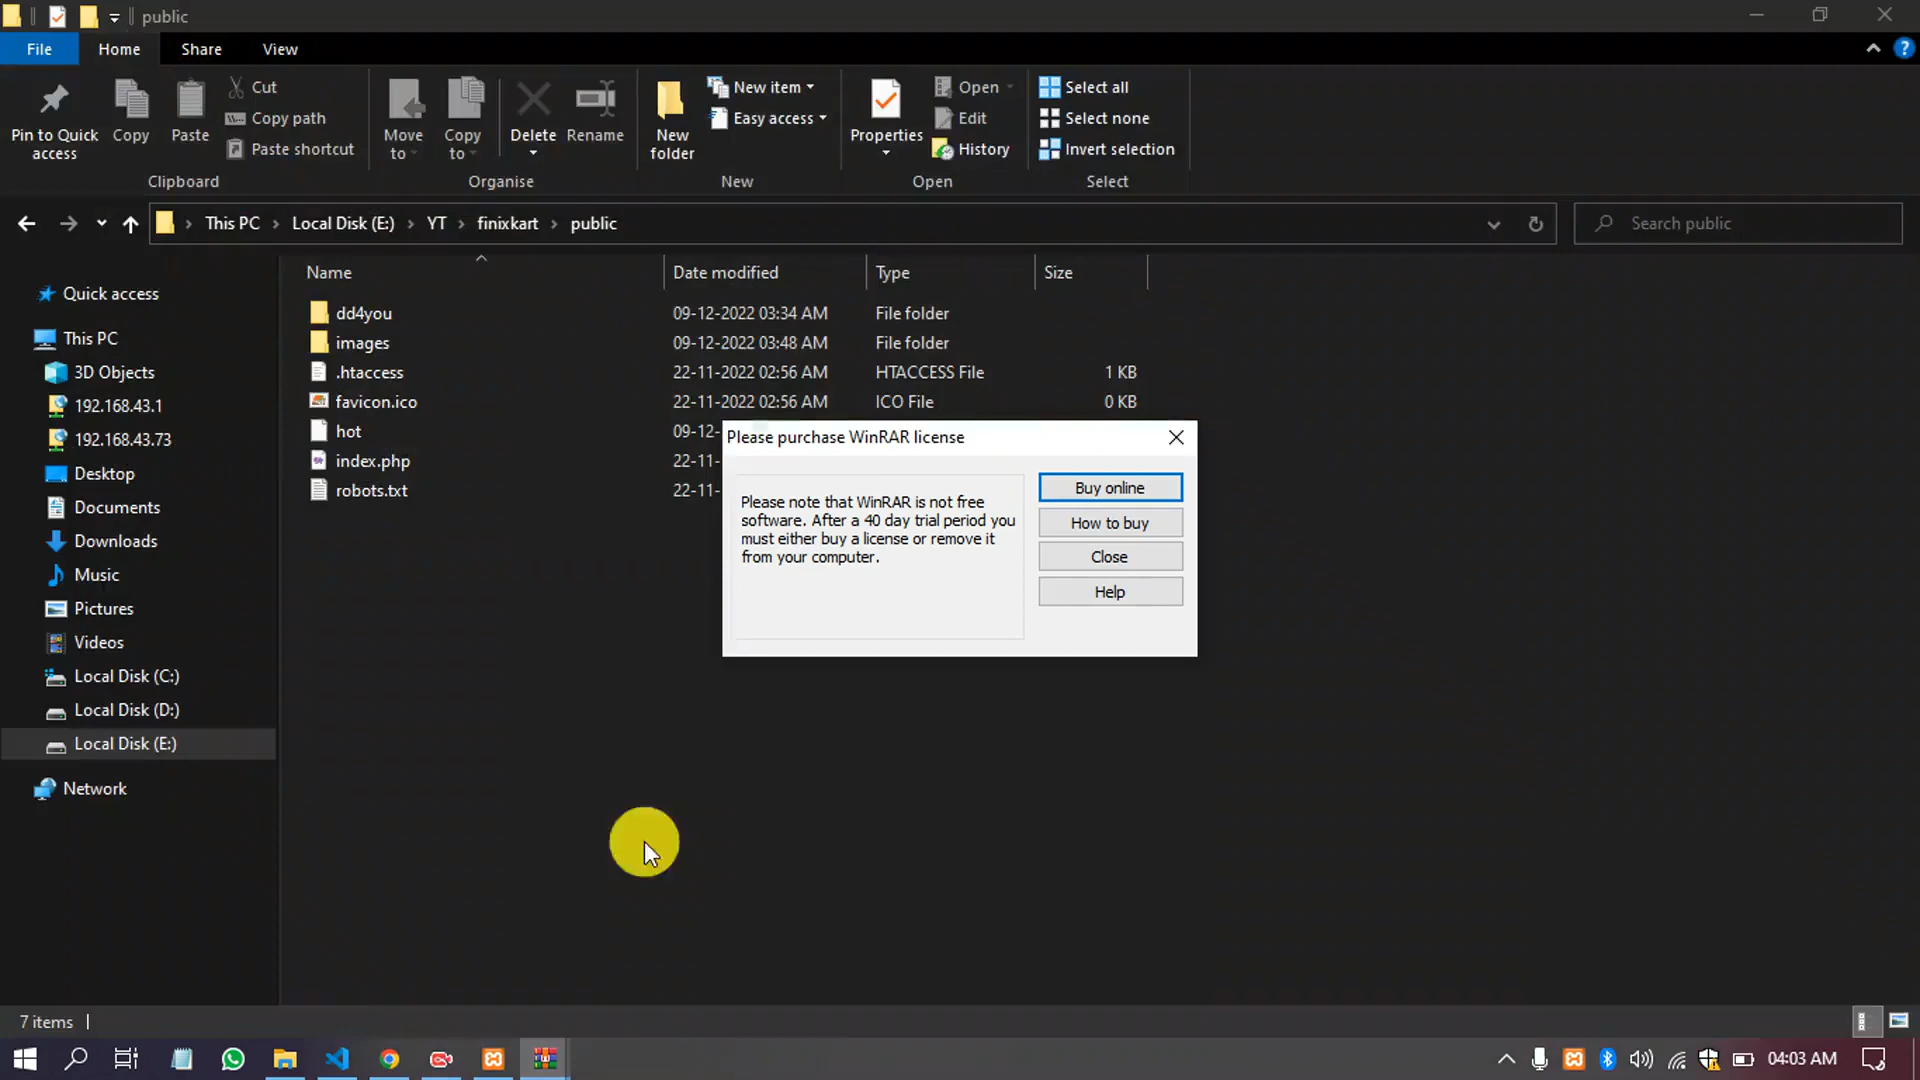 public
File Home Share View
Pin to Quick access
Copy
Paste
Cut
Copy path
Paste shortcut
Clipboard
Move to
Copy to
Delete
Rename
Organise
New folder
New item
Easy access
New
Properties
Open
Edit
History
Open
Select all
Select none
Invert selection
Select
This PC > Local Disk (E:) > YT > finixkart > public
Search public
Quick access
This PC
3D Objects
192.168.43.1
192.168.43.73
Desktop
Documents
Downloads
Music
Pictures
Videos
Local Disk (C:)
Local Disk (D:)
Local Disk (E:)
Network
Name Date modified Type Size
dd4you 09-12-2022 03:34 AM File folder
images 09-12-2022 03:48 AM File folder
.htaccess 22-11-2022 02:56 AM HTACCESS File 1 KB
favicon.ico 22-11-2022 02:56 AM ICO File 0 KB
hot 09-12-
index.php 22-11-
robots.txt 22-11-
Please purchase WinRAR license
Please note that WinRAR is not free
software. After a 40 day trial period you
must either buy a license or remove it
from your computer.
Buy online
How to buy
Close
Help
7 items
04:03 AM